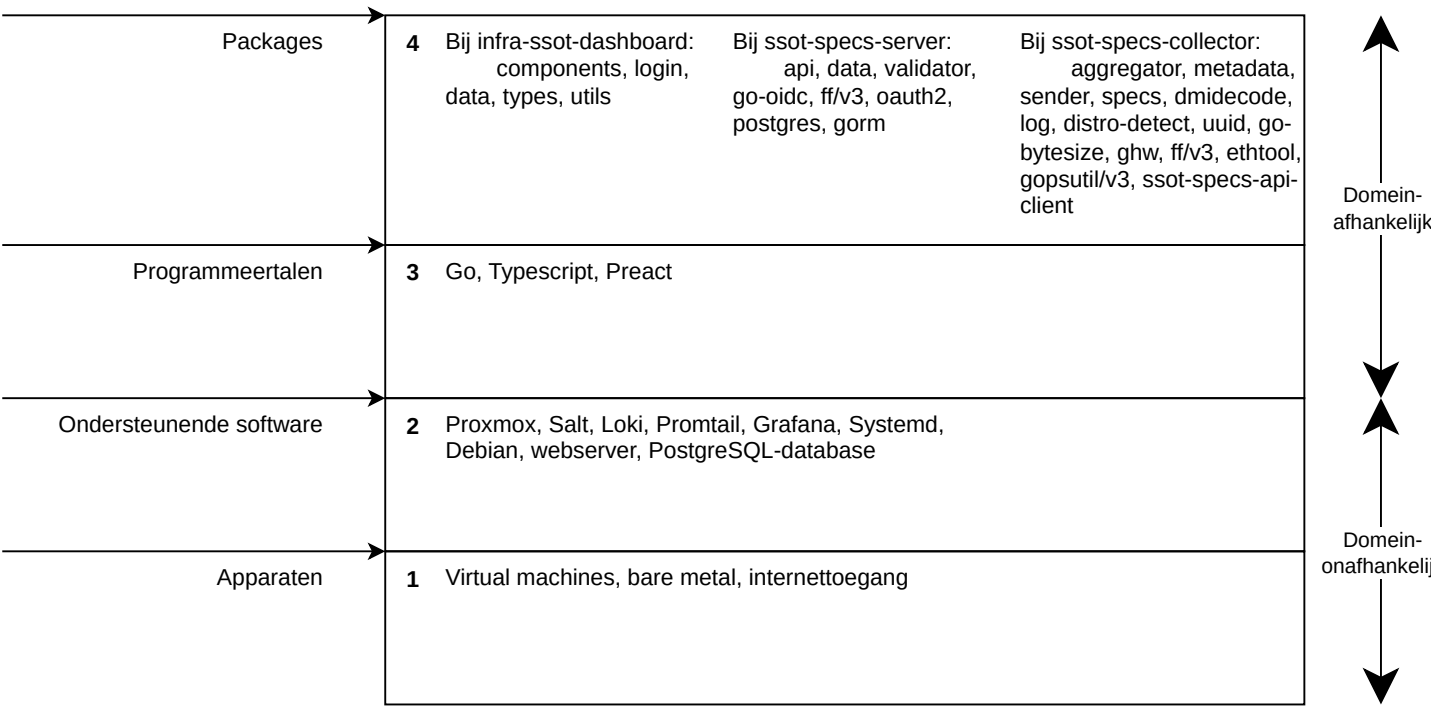 Packages
4
Bij infra-ssot-dashboard:
components, login,
data, types, utils
Bij ssot-specs-server:
api, data, validator,
go-oidc, ff/v3, oauth2,
postgres, gorm
Bij ssot-specs-collector:
aggregator, metadata,
sender, specs, dmidecode,
log, distro-detect, uuid, go-
bytesize, ghw, ff/v3, ethtool,
gopsutil/v3, ssot-specs-api-
client
Domein-
afhankelijk
Programmeertalen
3
Go, Typescript, Preact
Ondersteunende software
2
Proxmox, Salt, Loki, Promtail, Grafana, Systemd,
Debian, webserver, PostgreSQL-database
Domein-
onafhankelij
Apparaten
1
Virtual machines, bare metal, internettoegang